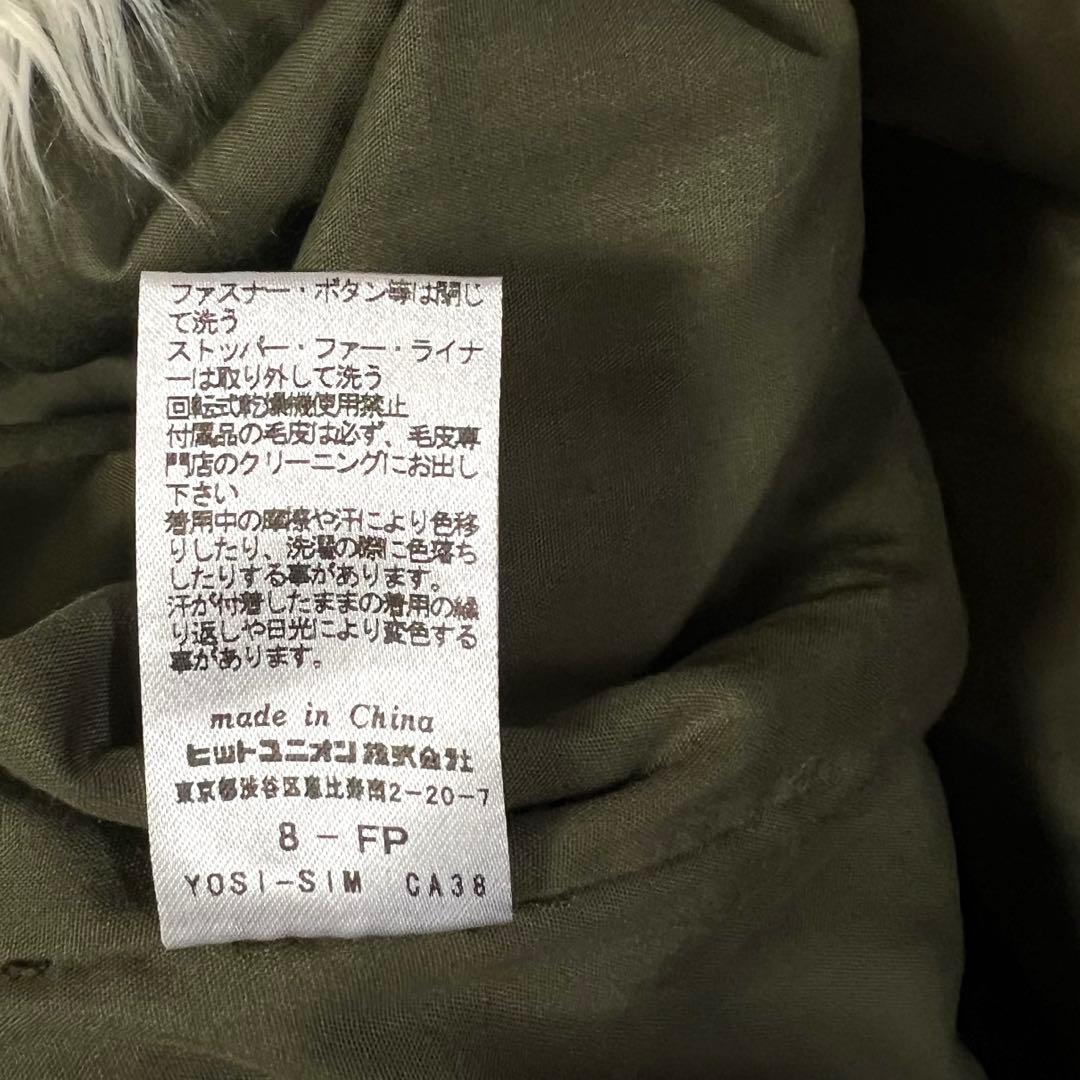 ファスナー・ボタン等は閉じ
て洗う
ストッパー・ファー・ライナ
ーは取り外して洗う
回転式乾燥機使用禁止
付属品の毛皮は必ず、毛皮専
門店のクリーニングにお出し
下さい
着用中の摩擦や汗により色移
りしたり、洗濯の際に色落ち
したりする事があります。
汗が付着したままの着用の繰
り返しや日光により変色する
事があります。
made in China
ヒットユニオン株式会社
東京都渋谷区恵比寿南2-20-7
8-FP
YOSI-SIM CA38